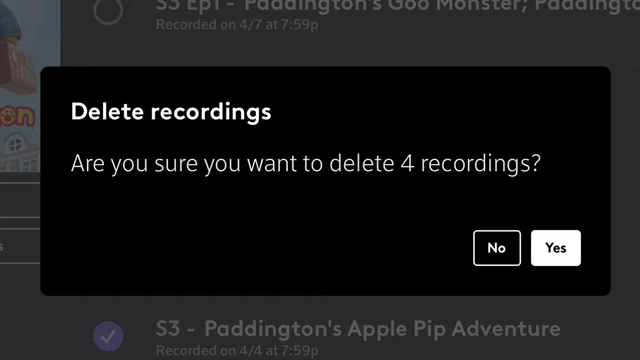 S3 Ep1 - Paddington's Goo Monster; Paddington
Recorded on 4/7 at 7:59p
Delete recordings
Are you sure you want to delete 4 recordings?
No
Yes
S3 - Paddington's Apple Pip Adventure
Recorded on 4/4 at 7:59p